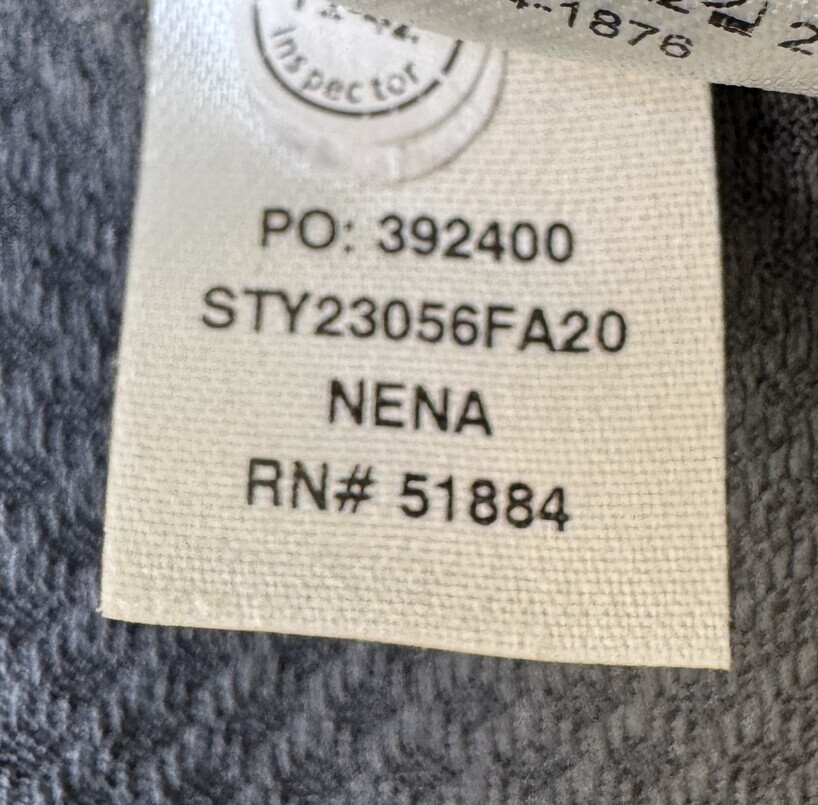 -1876
Inspector
PO: 392400
STY23056FA20
NENA
RN# 51884